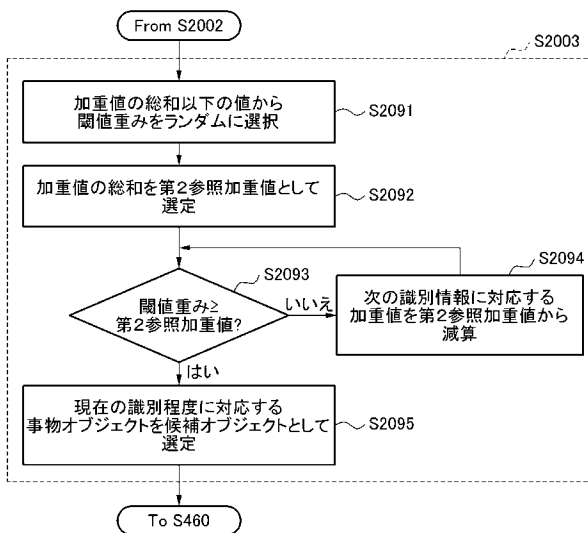 From S2002
S2003
加重値の総和以下の値から
閾値重みをランダムに選択
S2091
加重値の総和を第2参照加重値として
選定
S2092
S2093
閾値重み≥
第2参照加重値?
いいえ
S2094
次の識別情報に対応する
加重値を第2参照加重値から
減算
はい
現在の識別程度に対応する
事物オブジェクトを候補オブジェクトとして
選定
S2095
To S460